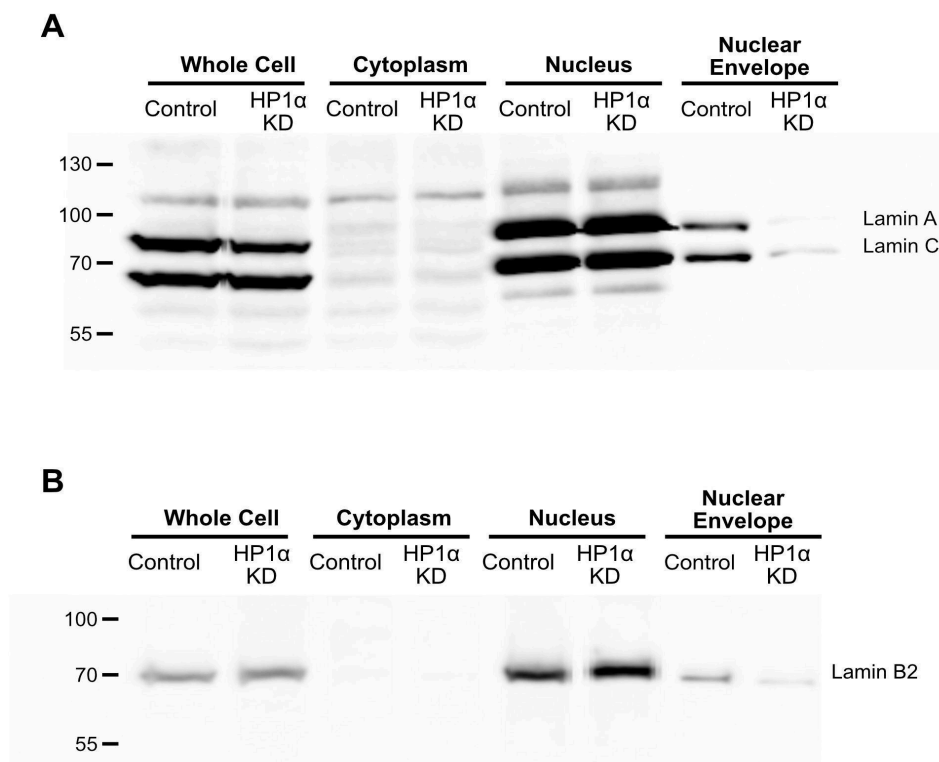 A
Whole Cell Cytoplasm Nucleus Nuclear Envelope
Control HP1α KD Control HP1α KD Control HP1α KD Control HP1α KD
130
100
Lamin A
Lamin C
70
55
B
Whole Cell Cytoplasm Nucleus Nuclear Envelope
Control HP1α KD Control HP1α KD Control HP1α KD Control HP1α KD
100
70 Lamin B2
55